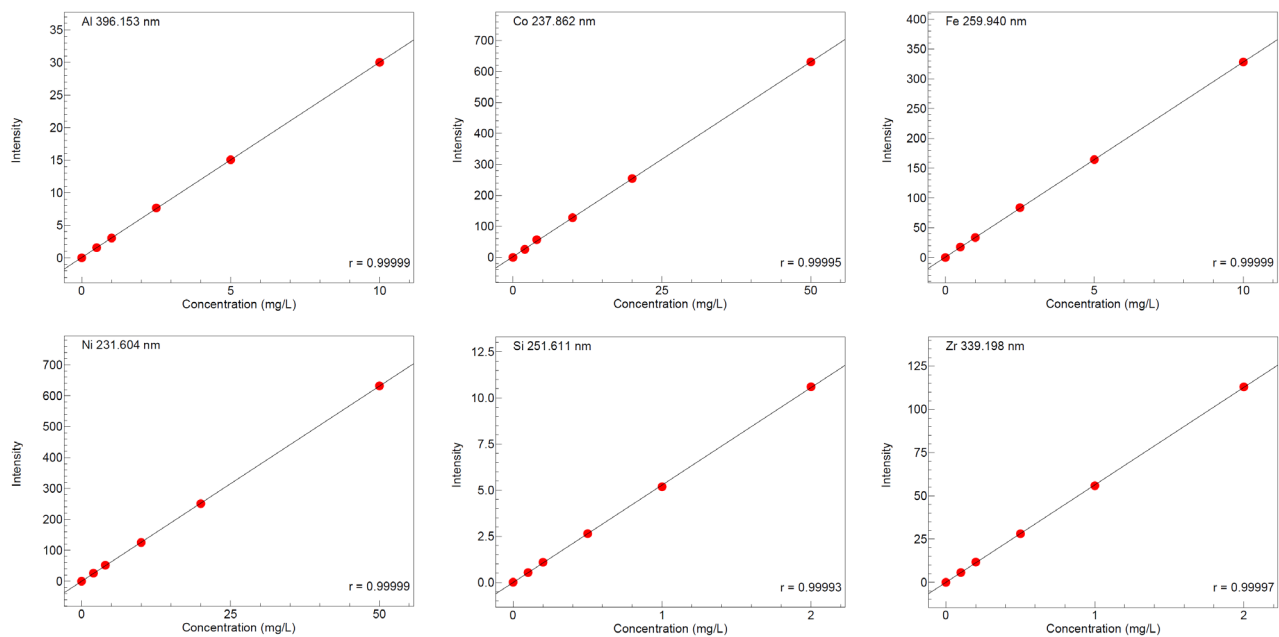 Al 396.153 nm
35
30
25
20
15
10
5
0
Intensity
r = 0.99999
0 5 10
Concentration (mg/L)
Co 237.862 nm
700
600
500
400
300
200
100
0
Intensity
r = 0.99995
0 25 50
Concentration (mg/L)
Fe 259.940 nm
400
350
300
250
200
150
100
50
0
Intensity
r = 0.99999
0 5 10
Concentration (mg/L)
Ni 231.604 nm
700
600
500
400
300
200
100
0
Intensity
r = 0.99999
0 25 50
Concentration (mg/L)
Si 251.611 nm
12.5
10.0
7.5
5.0
2.5
0.0
Intensity
r = 0.99993
0 1 2
Concentration (mg/L)
Zr 339.198 nm
125
100
75
50
25
0
Intensity
r = 0.99997
0 1 2
Concentration (mg/L)